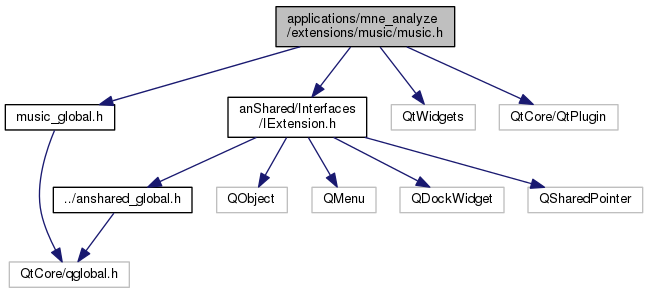 applications/mne_analyze
/extensions/music/music.h
music_global.h
anShared/Interfaces
/IExtension.h
QtWidgets
QtCore/QtPlugin
../anshared_global.h
QObject
QMenu
QDockWidget
QSharedPointer
QtCore/qglobal.h